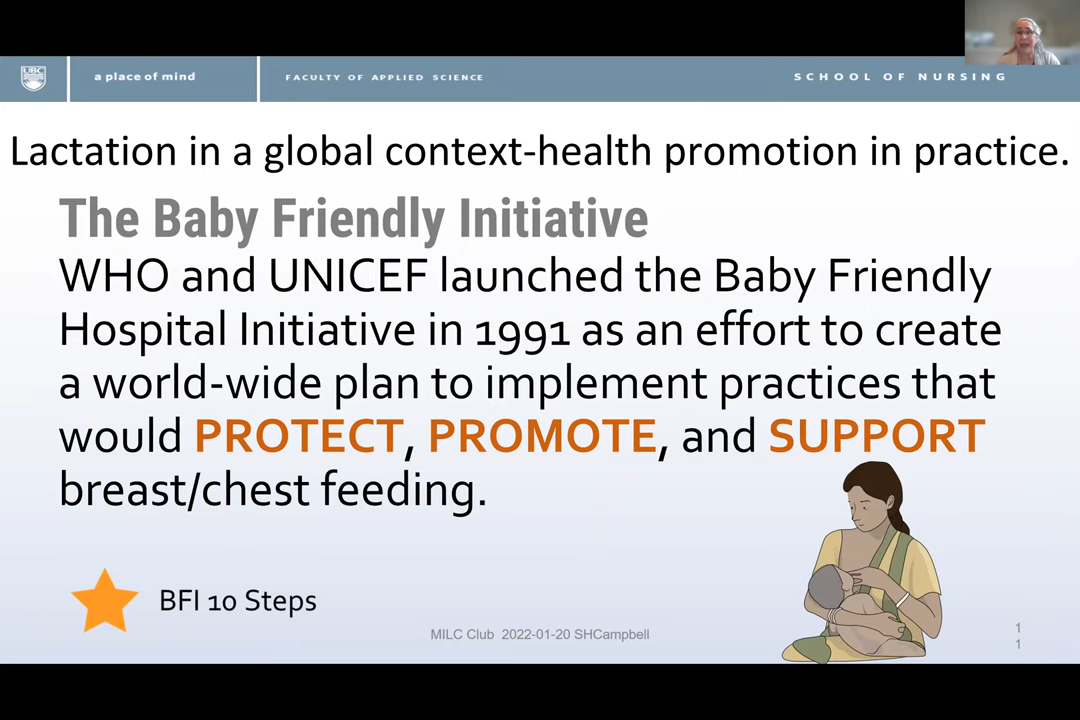 UBC
a place of mind
FACULTY OF APPLIED SCIENCE
SCHOOL OF NURSING
Lactation in a global context-health promotion in practice.
The Baby Friendly Initiative
WHO and UNICEF launched the Baby Friendly
Hospital Initiative in 1991 as an effort to create
a world-wide plan to implement practices that
would PROTECT, PROMOTE, and SUPPORT
breast/chest feeding.
BFI 10 Steps
MILC Club 2022-01-20 SHCampbell
1
1